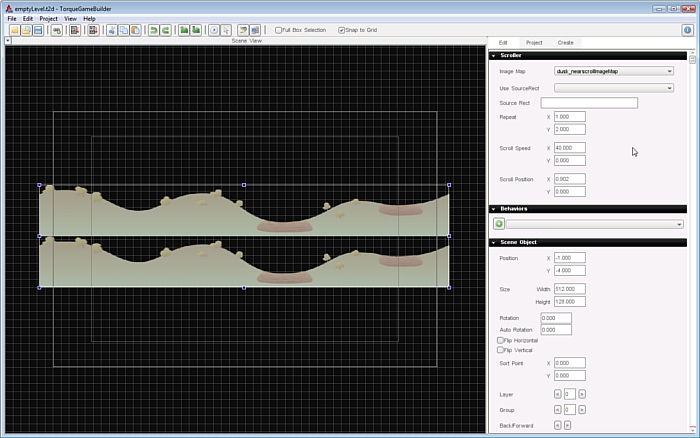 emptyLevel.t2d - TorqueGameBuilder
File Edit Project View Help
Full Box Selection Snap to Grid
Scene View
Edit Project Create
Scroller
Image Map dusk_nearscrollImageMap
Use SourceRect
Source Rect
Repeat X 1.000
Y 2.000
Scroll Speed X 40.000
Y 0.000
Scroll Position X 0.902
Y 0.000
Behaviors
Scene Object
Position X -1.000
Y -4.000
Size Width 512.000
Height 128.000
Rotation 0.000
Auto Rotation 0.000
Flip Horizontal
Flip Vertical
Sort Point X 0.000
Y 0.000
Layer 0
Group 0
Back/Forward